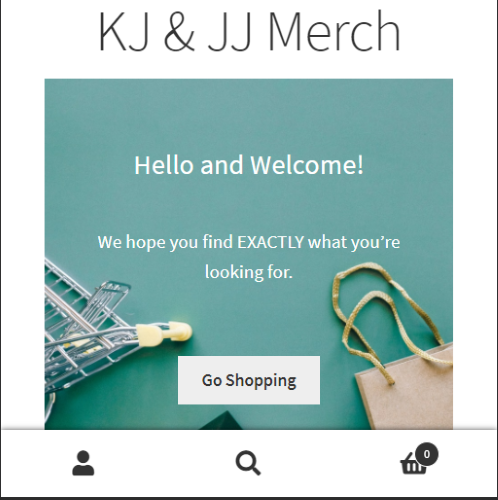 KJ & JJ Merch
Hello and Welcome!
We hope you find EXACTLY what you’re
looking for.
Go Shopping
0